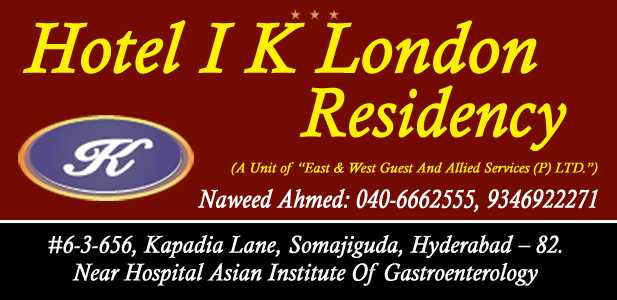 Hotel I K London
Residency
K
(A Unit of “East & West Guest And Allied Services (P) LTD.”)
Naweed Ahmed: 040-6662555, 9346922271
#6-3-656, Kapadia Lane, Somajiguda, Hyderabad – 82.
Near Hospital Asian Institute Of Gastroenterology